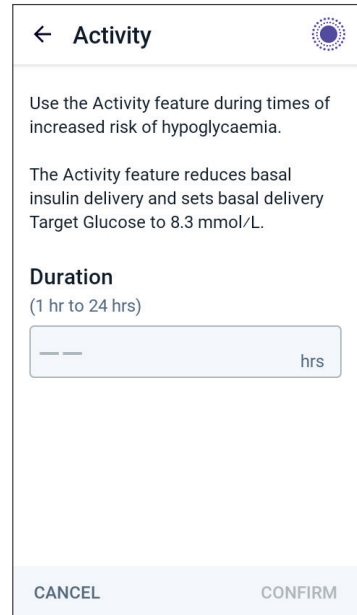 Activity
Use the Activity feature during times of
increased risk of hypoglycaemia.
The Activity feature reduces basal
insulin delivery and sets basal delivery
Target Glucose to 8.3 mmol/L.
Duration
(1 hr to 24 hrs)
— —
hrs
CANCEL CONFIRM